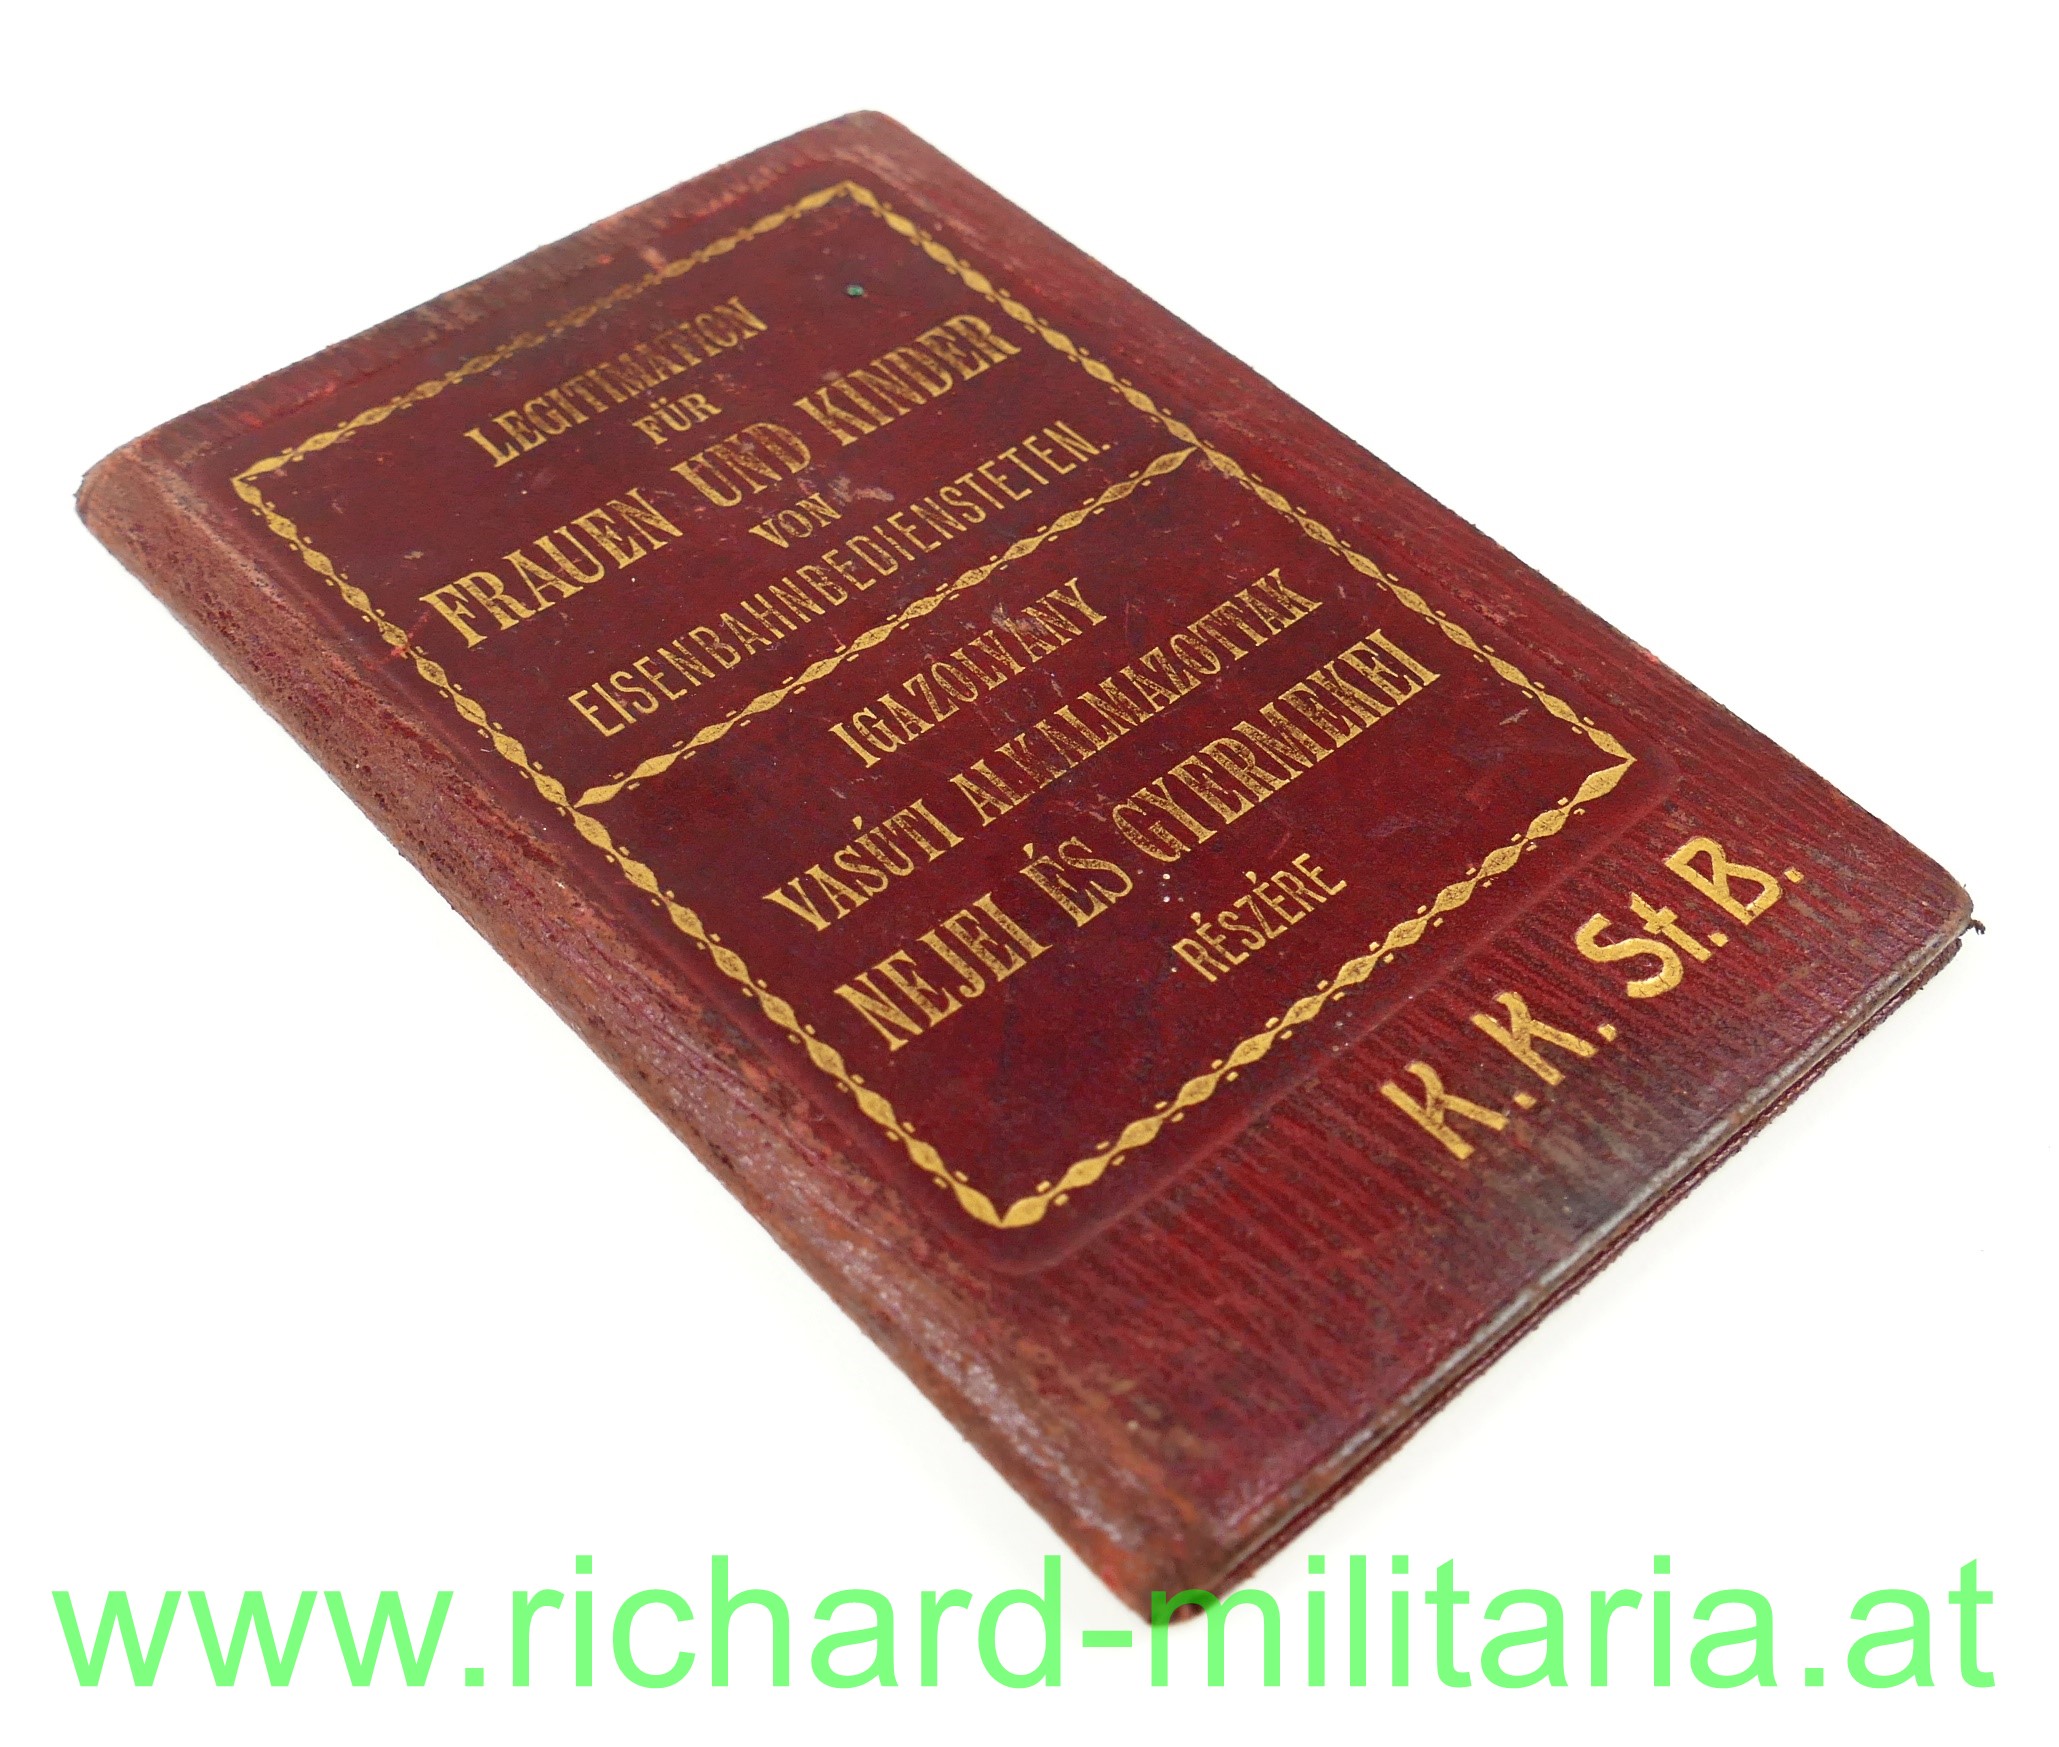 LEGITIMATION
FÜR
FRAUEN UND KINDER
VON
EISENBAHNBEDIENSTETEN.
IGAZOLVÁNY
VASÚTI ALKALMAZOTTAK
NEJEI ÉS GYERMEKEI
RÉSZÉRE
K. K. St. B.
www.richard-militaria.at